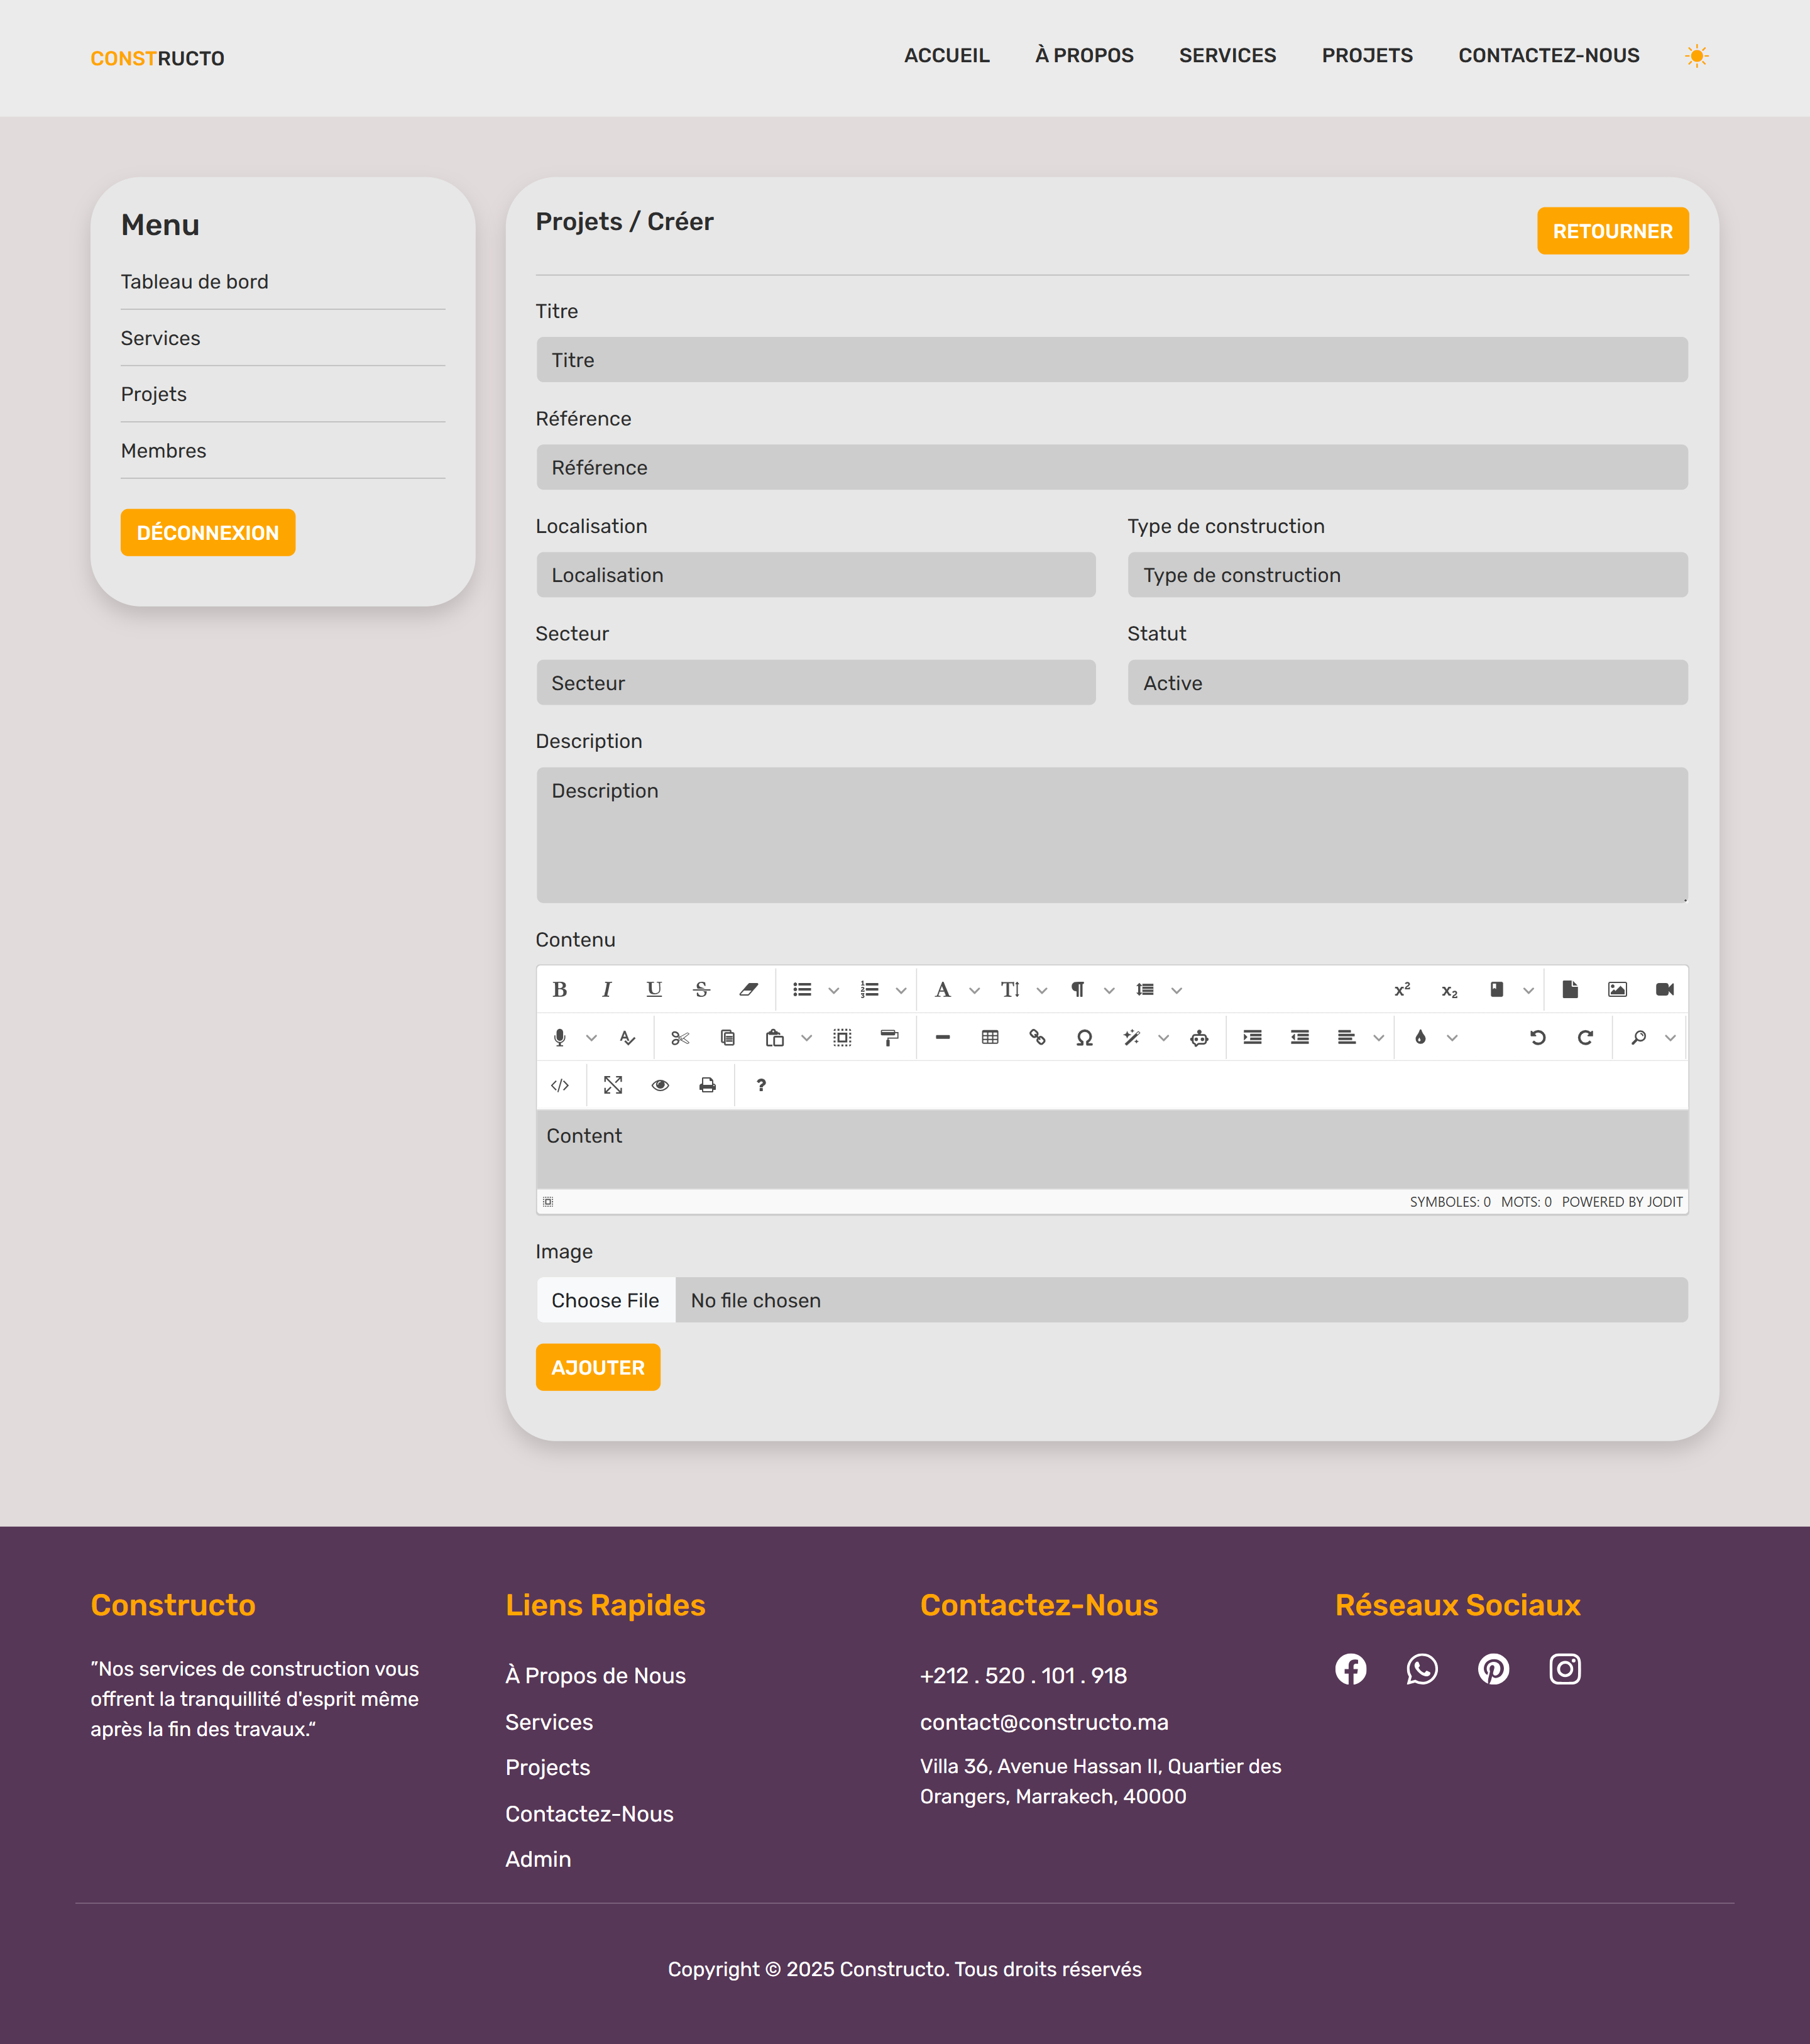 CONSTRUCTO
ACCUEIL À PROPOS SERVICES PROJETS CONTACTEZ-NOUS
Menu
Tableau de bord
Services
Projets
Membres
DÉCONNEXION
Projets / Créer
RETOURNER
Titre
Titre
Référence
Référence
Localisation
Localisation
Type de construction
Type de construction
Secteur
Secteur
Statut
Active
Description
Description
Contenu
Content
SYMBOLES: 0 MOTS: 0 POWERED BY JODIT
Image
Choose File No file chosen
AJOUTER
Constructo
"Nos services de construction vous
offrent la tranquillité d'esprit même
après la fin des travaux."
Liens Rapides
À Propos de Nous
Services
Projects
Contactez-Nous
Admin
Contactez-Nous
+212 . 520 . 101 . 918
contact@constructo.ma
Villa 36, Avenue Hassan II, Quartier des
Orangers, Marrakech, 40000
Réseaux Sociaux
Copyright © 2025 Constructo. Tous droits réservés